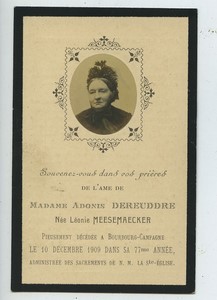 Souvenez-vous dans vos prières
DE L'AME DE
MADAME ADONIS DEREUDDRE
Née Léonie MEESEMAECKER
PIEUSEMENT DÉCÉDÉE A BOURBOURG-CAMPAGNE
LE 10 DÉCEMBRE 1909 DANS SA 77me ANNÉE,
ADMINISTRÉE DES SACREMENTS DE N. M. LA Ste-ÉGLISE.